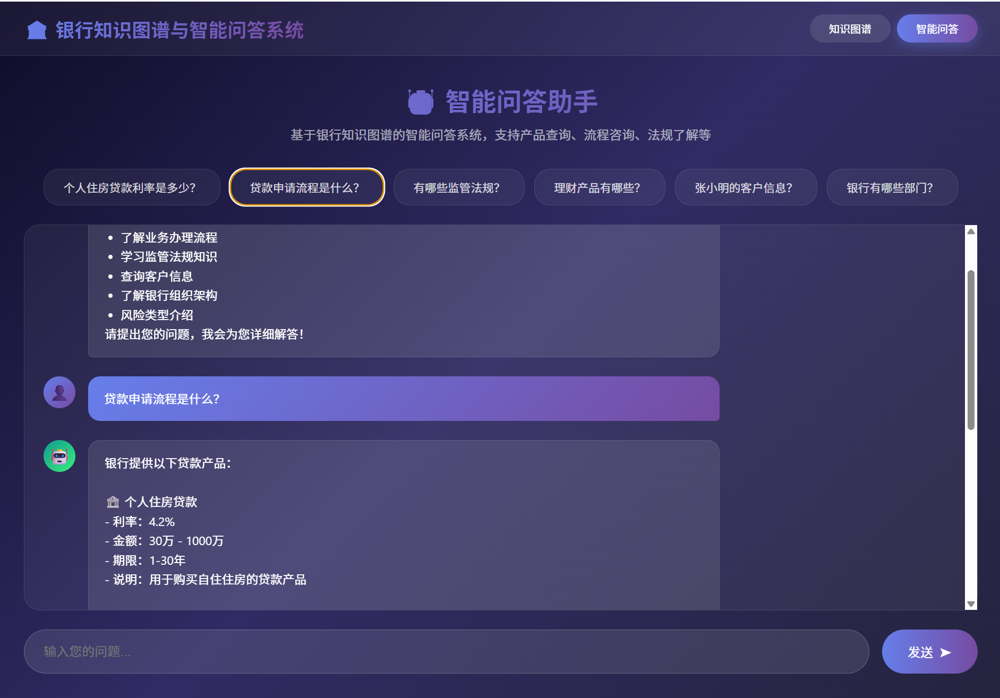 银行知识图谱与智能问答系统
知识图谱
智能问答
智能问答助手
基于银行知识图谱的智能问答系统，支持产品查询、流程咨询、法规了解等
个人住房贷款利率是多少?
贷款申请流程是什么?
有哪些监管法规?
理财产品有哪些?
张小明的客户信息?
银行有哪些部门?
• 了解业务办理流程
• 学习监管法规知识
• 查询客户信息
• 了解银行组织架构
• 风险类型介绍
请提出您的问题，我会为您详细解答！
贷款申请流程是什么?
银行提供以下贷款产品：
个人住房贷款
- 利率：4.2%
- 金额：30万 - 1000万
- 期限：1-30年
- 说明：用于购买自住住房的贷款产品
输入您的问题...
发送